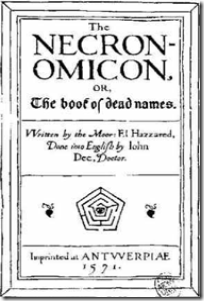 The
NECRON-
OMICON,
OR,
The book of dead names.
Written by the Moor: El Hazzared,
Done into English by Iohn
Dee, Doctor.
Imprinted at ANTVVERPIAE
1571.